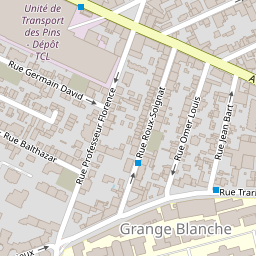 Unité de
Transport
des Pins
- Dépôt
TCL
Rue Germain David
Rue Professeur Florence
Rue Roux-Soignat
Rue Omer Louis
Rue Jean Bart
Rue Balthazar
Rue
Grange Blanche